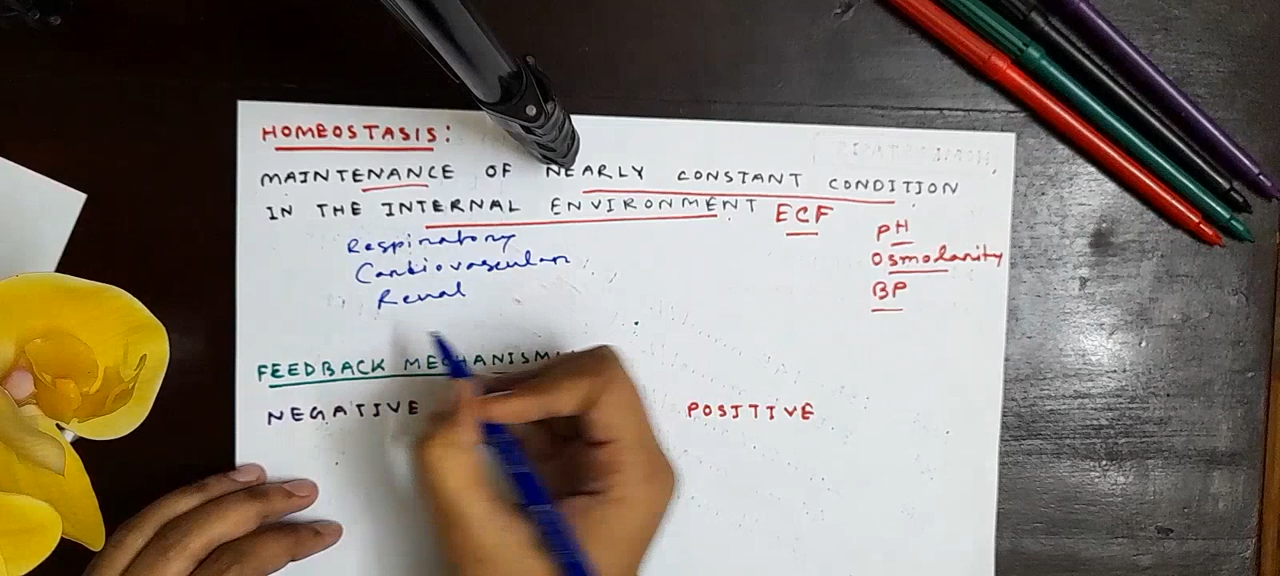 HOMEOSTASIS:
MAINTENANCE OF NEARLY CONSTANT CONDITION
IN THE INTERNAL ENVIRONMENT ECF
PH
Osmolarity
BP
Respiratory
Cardiovascular
Renal
FEEDBACK MECHANISM
NEGATIVE
POSITIVE